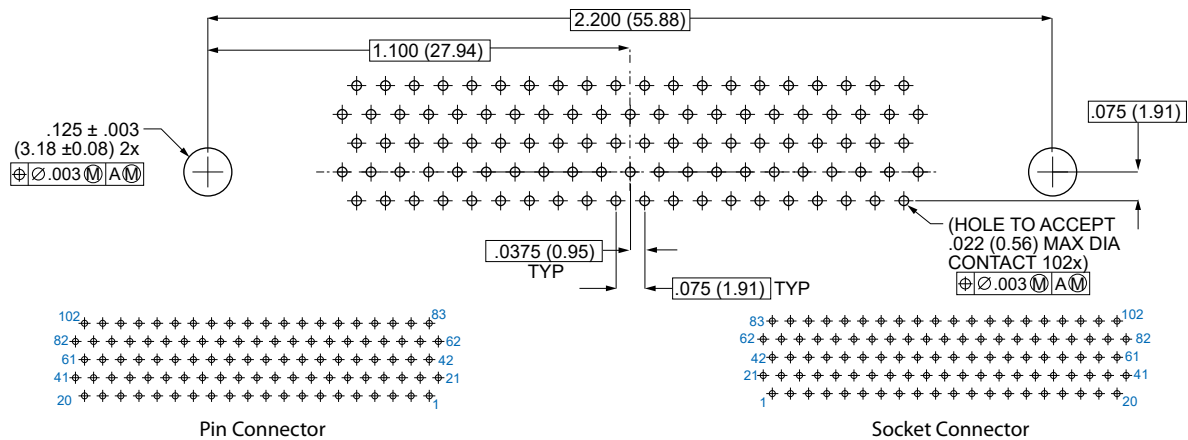 2.200 (55.88)
1.100 (27.94)
.075 (1.91)
.125 ± .003
(3.18 ±0.08) 2x
⌖ ∅ .003 Ⓜ A Ⓜ
(HOLE TO ACCEPT
.022 (0.56) MAX DIA
CONTACT 102x)
⌖ ∅ .003 Ⓜ A Ⓜ
.0375 (0.95)
TYP
.075 (1.91) TYP
102 83
82 62
61 42
41 21
20 1
Pin Connector
83 102
62 82
42 61
21 41
1 20
Socket Connector